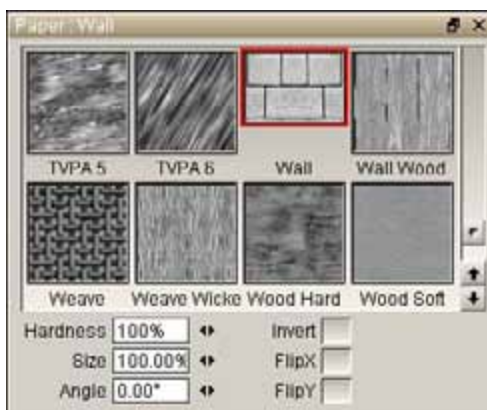 Paper : Wall
TVPA 5 TVPA 6 Wall Wall Wood
Weave Weave Wicke Wood Hard Wood Soft
Hardness 100% Invert
Size 100.00% FlipX
Angle 0.00° FlipY